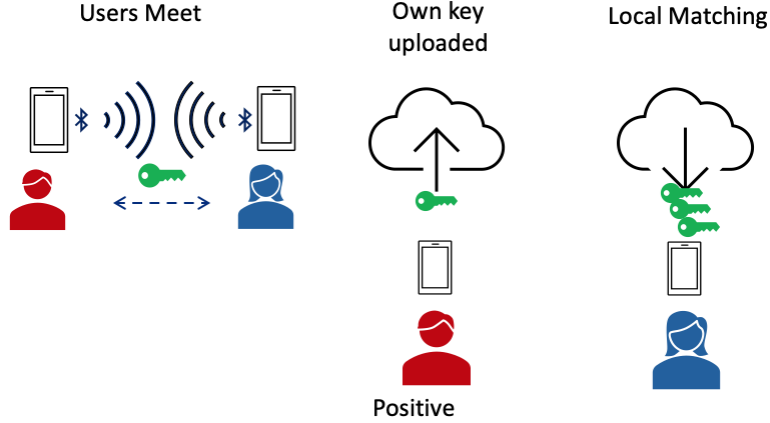 Users Meet
Own key
uploaded
Local Matching
Positive